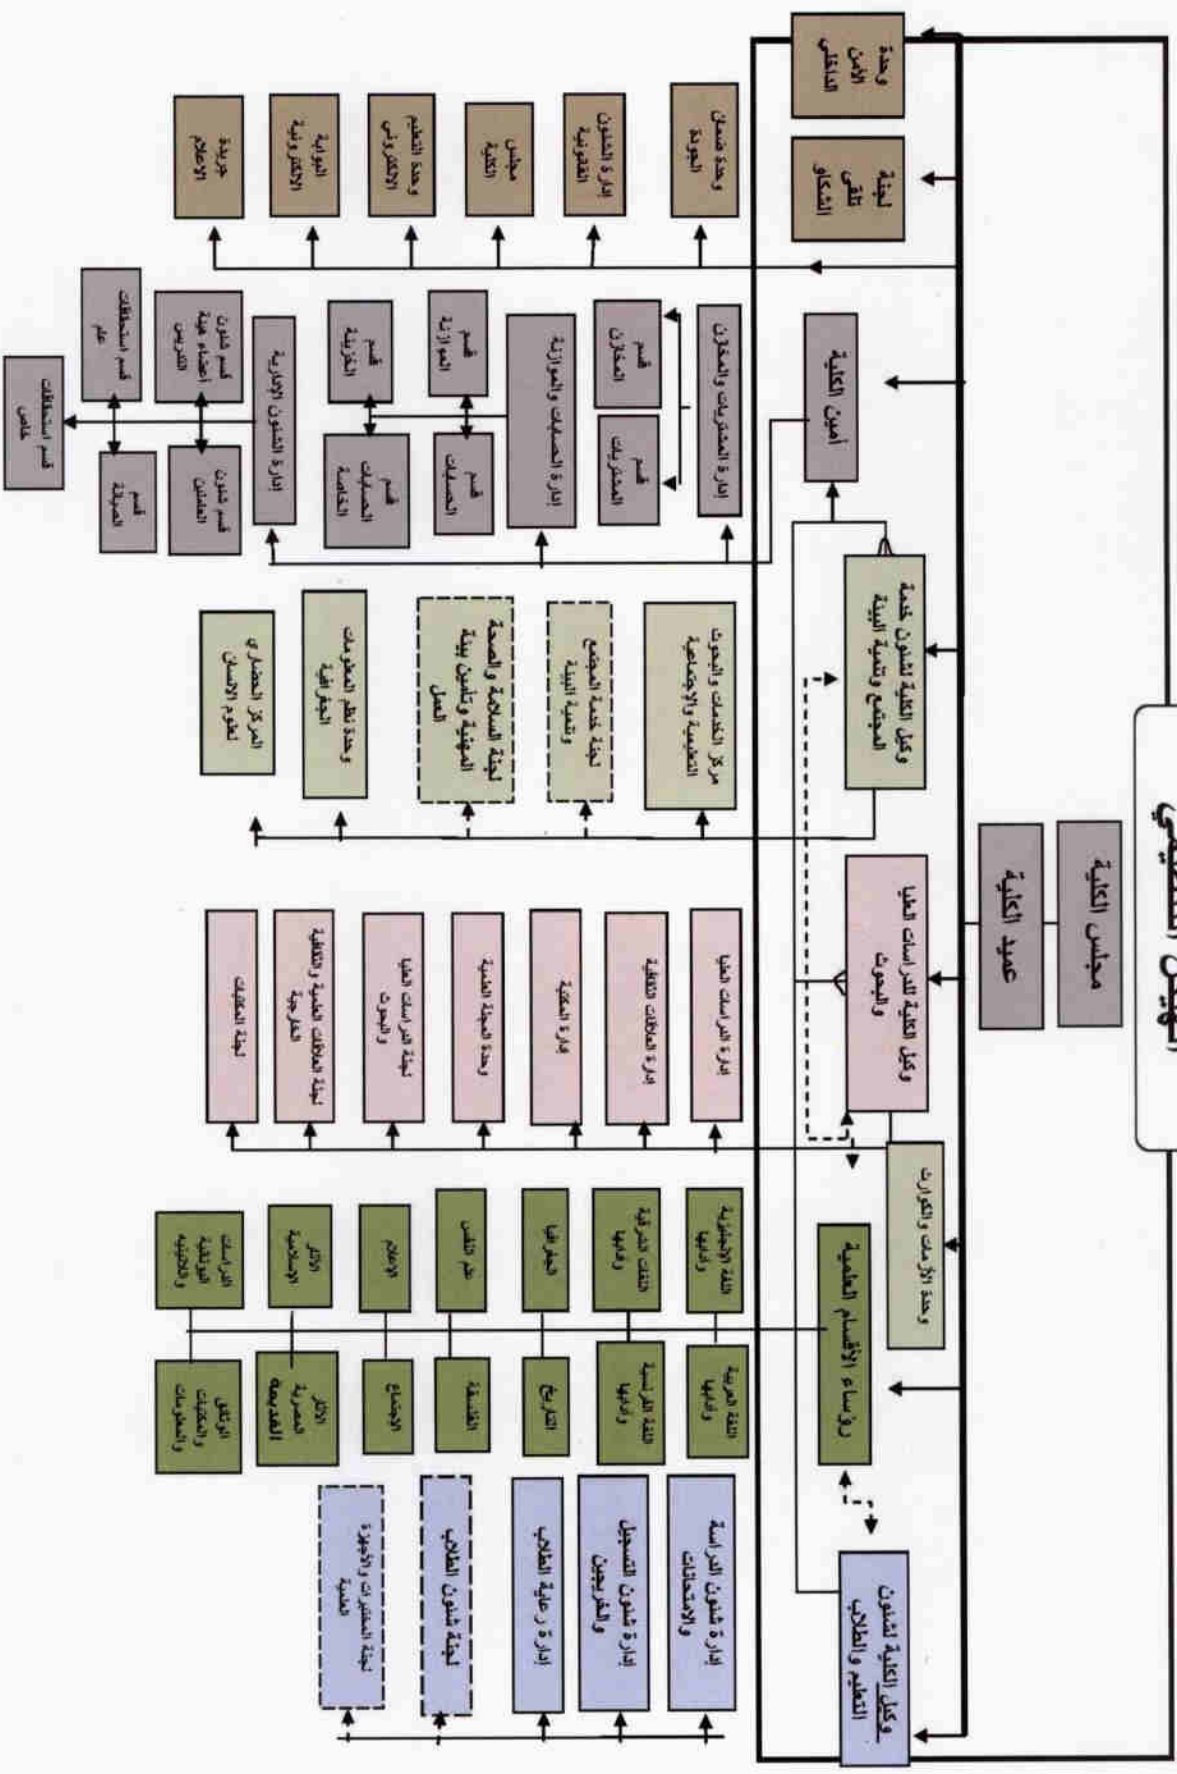 الهيكل التنظيمي
مجلس الكلية
عميد الكلية
وكيل الكلية لشئون
التعليم والطلاب
رؤساء الأقسام العلمية
وحدة الأزمات والكوارث
وكيل الكلية للدراسات العليا
والبحوث
وكيل الكلية لشئون خدمة
المجتمع وتنمية البيئة
أمين الكلية
لجنة
تلقى
الشكاو
وحدة
الأمن
الداخلي
إدارة شئون الدراسة
والامتحانات
إدارة شئون التسجيل
والخريجين
إدارة رعاية الطلاب
لجنة شئون الطلاب
لجنة المختبرات والأجهزة
العلمية
اللغة العربية
وآدابها
اللغة الإنجليزية
وآدابها
اللغة الفرنسية
وآدابها
اللغات الشرقية
وآدابها
التاريخ
الجغرافيا
الفلسفة
علم النفس
الاجتماع
الإعلام
الآثار
المصرية
القديمة
الآثار
الإسلامية
الوثائق
والمكتبات
والمعلومات
الدراسات
اليونانية
واللاتينيه
إدارة الدراسات العليا
إدارة العلاقات الثقافية
إدارة المكتبة
وحدة المجلة العلمية
لجنة الدراسات العليا
والبحوث
لجنة العلاقات العلمية والثقافية
الخارجية
لجنة المكتبات
مركز الخدمات والبحوث
التعليمية والاجتماعية
لجنة خدمة المجتمع
وتنمية البيئة
لجنة السلامة والصحة
المهنية وتأمين بيئة
العمل
وحدة نظم المعلومات
الجغرافية
المركز الحضاري
لعلوم الانسان
إدارة المشتريات والمخازن
قسم
المشتريات
قسم
المخازن
إدارة الحسابات والموازنة
قسم
الحسابات
قسم
الموازنة
قسم
الحسابات
الخاصة
قسم
الخزينة
إدارة الشئون الإدارية
قسم شئون
العاملين
قسم شئون
أعضاء هيئة
التدريس
قسم
الصيانة
قسم استحقاقات
عام
قسم استحقاقات
خاص
وحدة ضمان
الجودة
إدارة الشئون
القانونية
مجلس
الكلية
وحدة التعليم
الالكتروني
البوابة
الالكترونية
جريدة
الاعلام